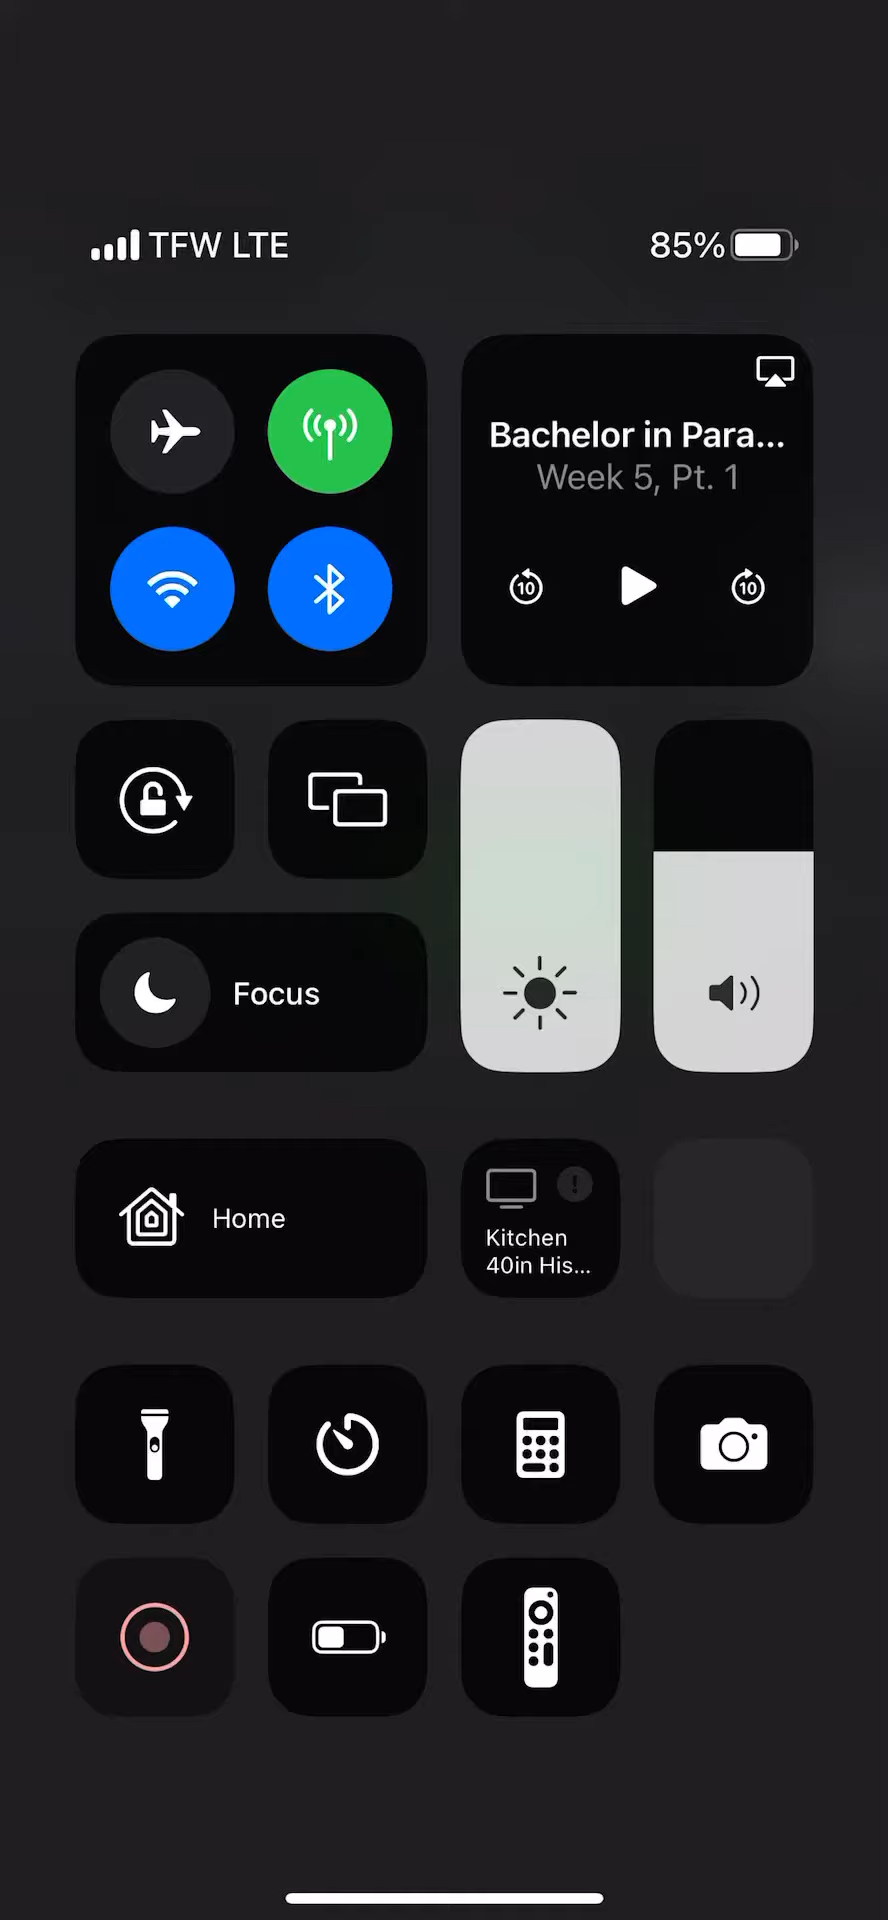 TFW LTE
85%
Bachelor in Para...
Week 5, Pt. 1
10
10
Focus
Home
Kitchen
40in His...